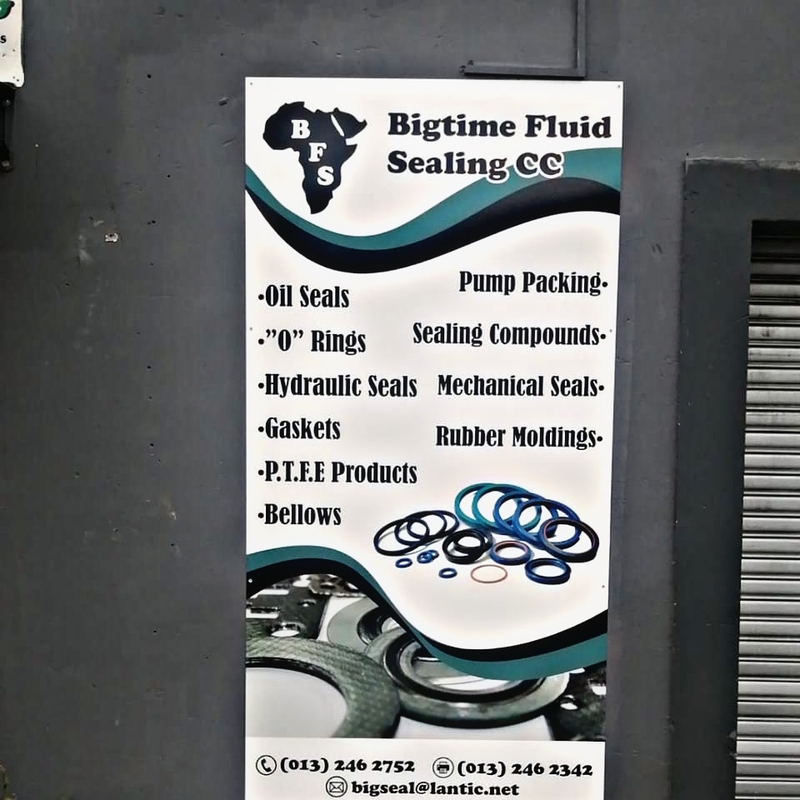 s
B
F
S
Bigtime Fluid
Sealing CC
•Oil Seals
•"O" Rings
•Hydraulic Seals
•Gaskets
•P.T.F.E Products
•Bellows
Pump Packing•
Sealing Compounds•
Mechanical Seals•
Rubber Moldings•
(013) 246 2752
(013) 246 2342
bigseal@lantic.net